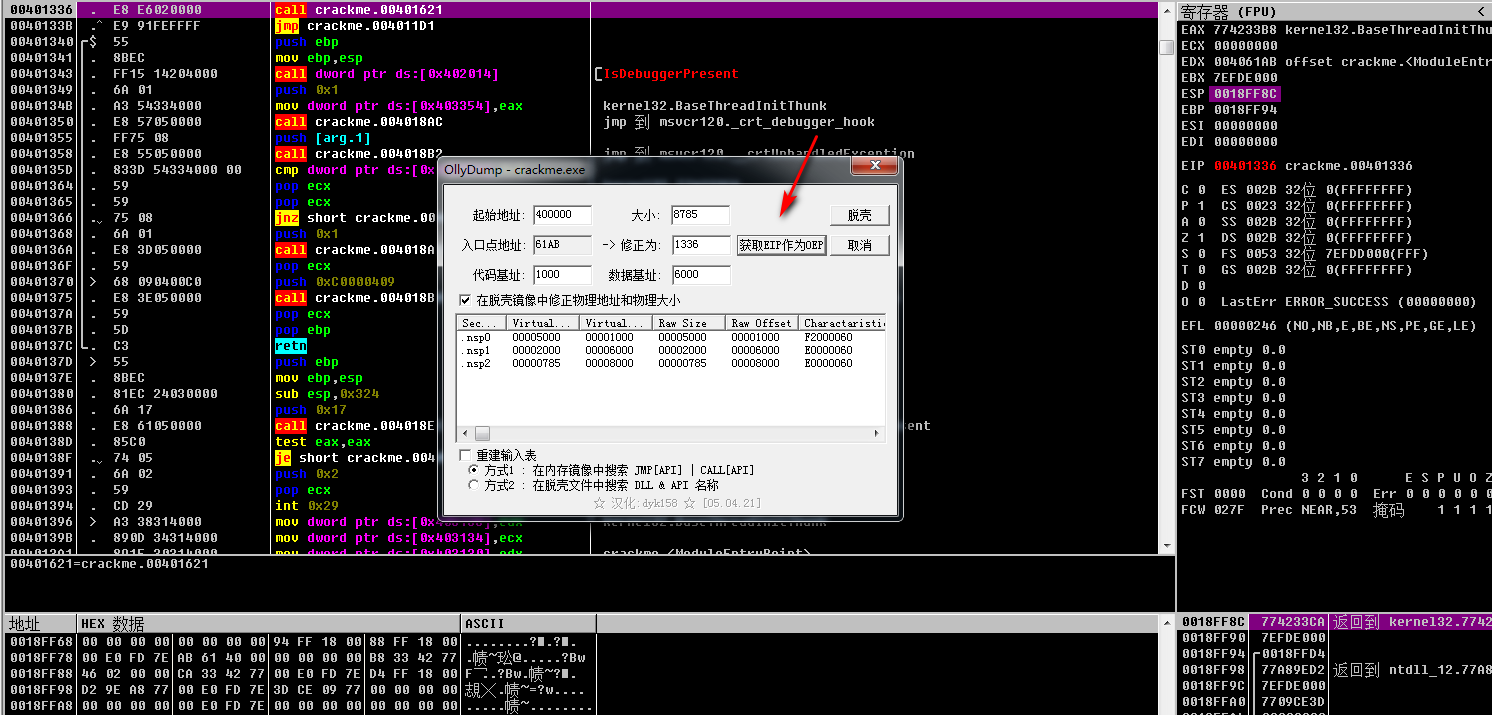 00401336 . E8 E6020000 call crackme.00401621
0040133B .^ E9 91FEFFFF jmp crackme.004011D1
00401340 $ 55 push ebp
00401341 . 8BEC mov ebp,esp
00401343 . FF15 14204000 call dword ptr ds:[0x402014] IsDebuggerPresent
00401349 . 6A 01 push 0x1
0040134B . A3 54334000 mov dword ptr ds:[0x403354],eax kernel32.BaseThreadInitThunk
00401350 . E8 57050000 call crackme.004018AC jmp 到 msvcr120._crt_debugger_hook
00401355 . FF75 08 push [arg.1]
00401358 . E8 55050000 call crackme.004018B2 jmp 到 msvcr120.__crtUnhandledException
0040135D . 833D 54334000 00 cmp dword ptr ds:[0x
00401364 . 59 pop ecx
00401365 . 59 pop ecx
00401366 .⌄ 75 08 jnz short crackme.00
00401368 . 6A 01 push 0x1
0040136A . E8 3D050000 call crackme.004018A
0040136F . 59 pop ecx
00401370 > 68 090400C0 push 0xC0000409
00401375 . E8 3E050000 call crackme.004018B
0040137A . 59 pop ecx
0040137B . 5D pop ebp
0040137C . C3 retn
0040137D > 55 push ebp
0040137E . 8BEC mov ebp,esp
00401380 . 81EC 24030000 sub esp,0x324
00401386 . 6A 17 push 0x17
00401388 . E8 61050000 call crackme.004018E ent
0040138D . 85C0 test eax,eax
0040138F .⌄ 74 05 je short crackme.004
00401391 . 6A 02 push 0x2
00401393 . 59 pop ecx
00401394 . CD 29 int 0x29
00401396 > A3 38314000 mov dword ptr ds:[0x403138],eax kernel32.BaseThreadInitThunk
0040139B . 890D 34314000 mov dword ptr ds:[0x403134],ecx
004013A1 . 8915 30314000 mov dword ptr ds:[0x403130],edx crackme.<ModuleEntryPoint>
00401621=crackme.00401621
OllyDump - crackme.exe
起始地址: 400000 大小: 8785 脱壳
入口点地址: 61AB -> 修正为: 1336 获取EIP作为OEP 取消
代码基址: 1000 数据基址: 6000
在脱壳镜像中修正物理地址和物理大小
Sec... Virtual... Virtual... Raw Size Raw Offset Charactaristi
.nsp0 00005000 00001000 00005000 00001000 F2000060
.nsp1 00002000 00006000 00002000 00006000 E0000060
.nsp2 00000785 00008000 00000785 00008000 E0000060
重建输入表
方式1 : 在内存镜像中搜索 JMP[API] | CALL[API]
方式2 : 在脱壳文件中搜索 DLL & API 名称
☆ 汉化:dyk158 ☆ [05.04.21]
寄存器 (FPU) <
EAX 774233B8 kernel32.BaseThreadInitThu
ECX 00000000
EDX 004061AB offset crackme.<ModuleEntr
EBX 7EFDE000
ESP 0018FF8C
EBP 0018FF94
ESI 00000000
EDI 00000000
EIP 00401336 crackme.00401336
C 0 ES 002B 32位 0(FFFFFFFF)
P 1 CS 0023 32位 0(FFFFFFFF)
A 0 SS 002B 32位 0(FFFFFFFF)
Z 1 DS 002B 32位 0(FFFFFFFF)
S 0 FS 0053 32位 7EFDD000(FFF)
T 0 GS 002B 32位 0(FFFFFFFF)
D 0
O 0 LastErr ERROR_SUCCESS (00000000)
EFL 00000246 (NO,NB,E,BE,NS,PE,GE,LE)
ST0 empty 0.0
ST1 empty 0.0
ST2 empty 0.0
ST3 empty 0.0
ST4 empty 0.0
ST5 empty 0.0
ST6 empty 0.0
ST7 empty 0.0
3 2 1 0 E S P U O Z
FST 0000 Cond 0 0 0 0 Err 0 0 0 0 0 0
FCW 027F Prec NEAR,53 掩码 1 1 1 1
地址 HEX 数据 ASCII
0018FF68 00 00 00 00 00 00 00 00 94 FF 18 00 88 FF 18 00 ........?■.?■.
0018FF78 00 E0 FD 7E AB 61 40 00 00 00 00 00 B8 33 42 77
0018FF88 46 02 00 00 CA 33 42 77 00 E0 FD 7E D4 FF 18 00
0018FF98 D2 9E A8 77 00 E0 FD 7E 3D CE 09 77 00 00 00 00
0018FFA8 00 00 00 00 00 E0 FD 7E 00 00 00 00 00 00 00 00
0018FF8C 774233CA 返回到 kernel32.7742
0018FF90 7EFDE000
0018FF94 0018FFD4
0018FF98 77A89ED2 返回到 ntdll_12.77A8
0018FF9C 7EFDE000
0018FFA0 7709CE3D